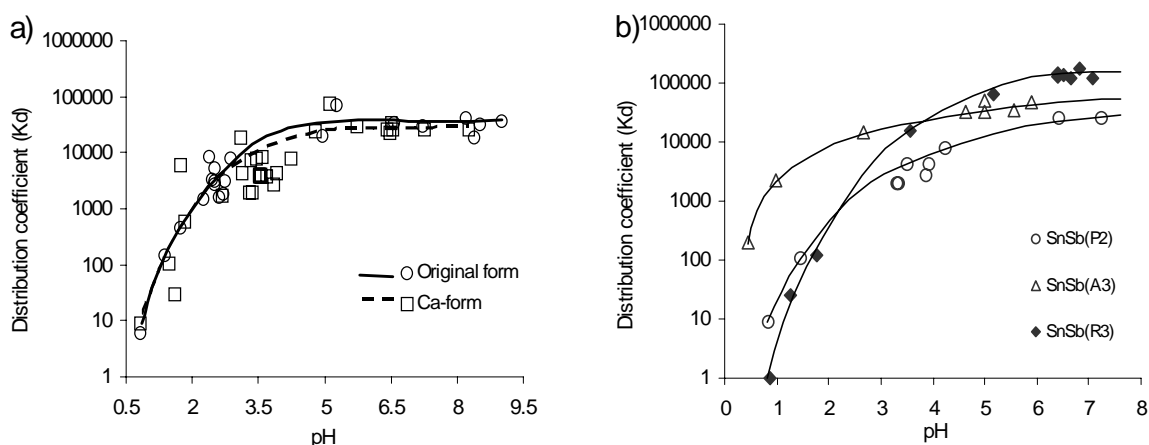 a)
1000000
100000
10000
1000
100
10
1
Distribution coefficient (Kd)
0.5 2 3.5 5 6.5 8 9.5
pH
Original form
Ca-form
b)
1000000
100000
10000
1000
100
10
1
Distribution coefficient (Kd)
0 1 2 3 4 5 6 7 8
pH
SnSb(P2)
SnSb(A3)
SnSb(R3)